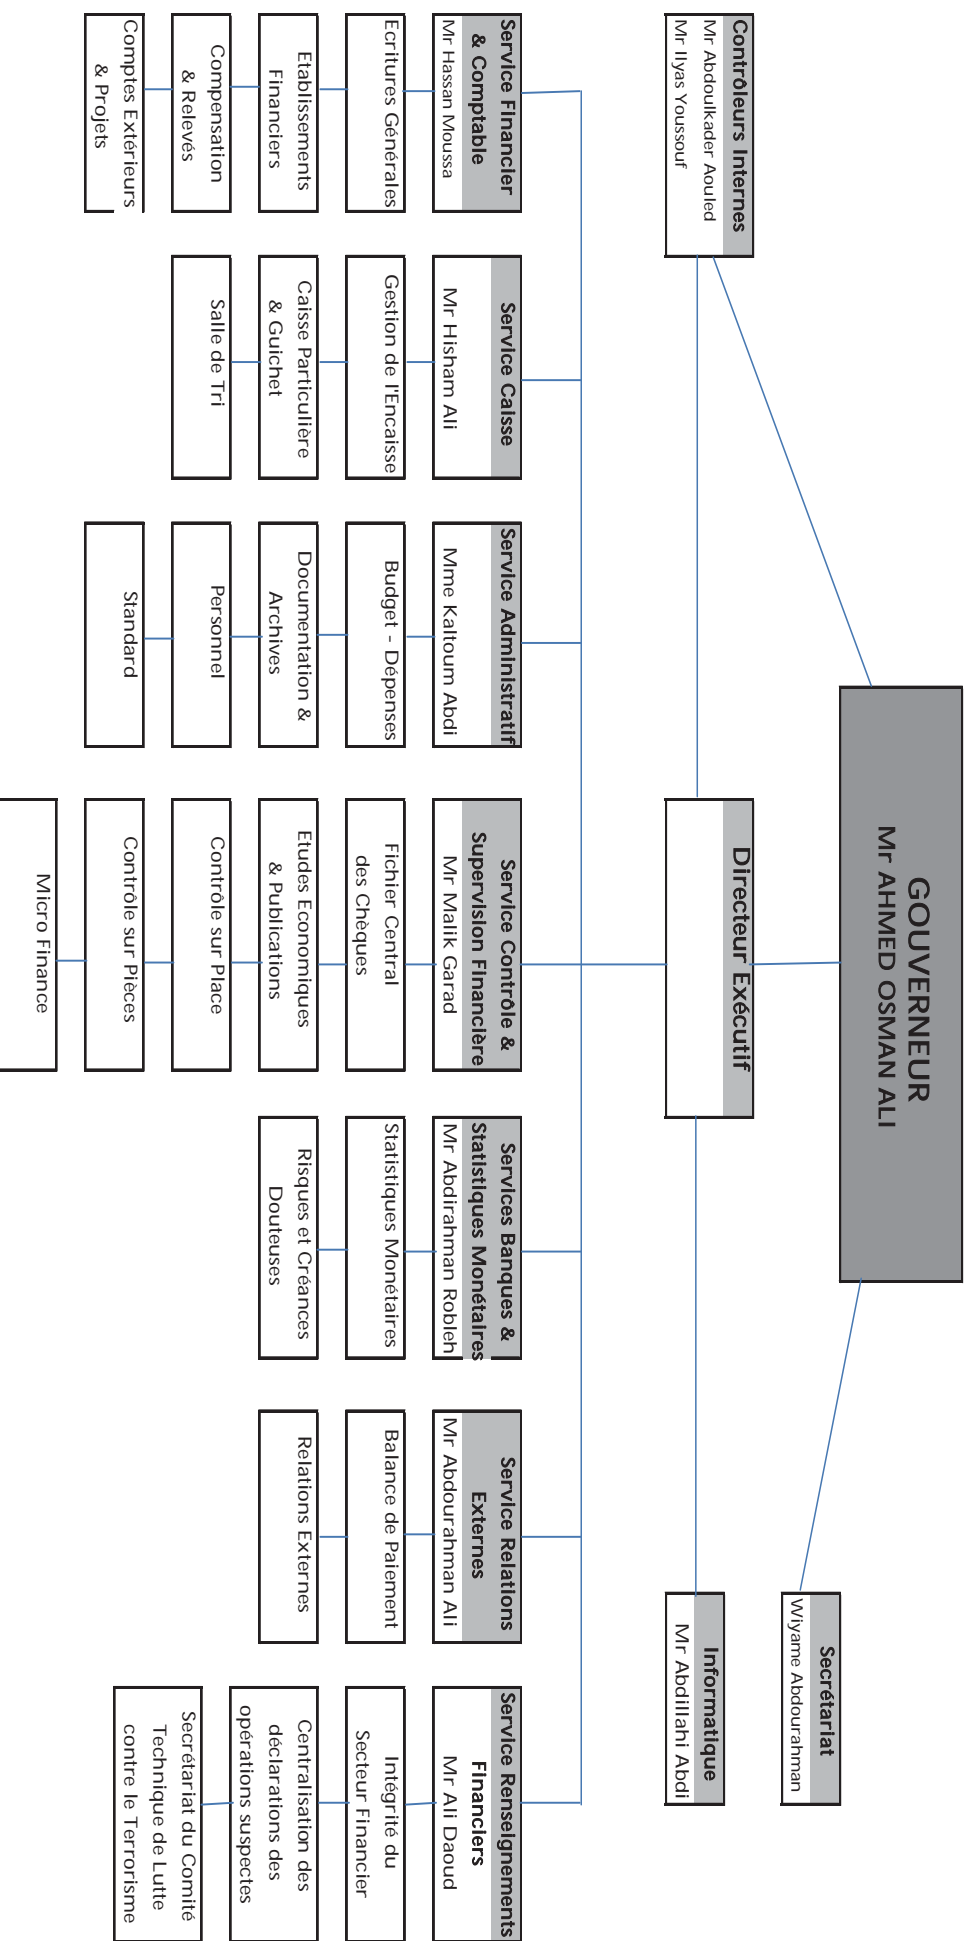 GOUVERNEUR
Mr AHMED OSMAN ALI
Secrétariat
Wiyame Abdourahman
Contrôleurs Internes
Mr Abdoulkader Aouled
Mr Ilyas Youssouf
Directeur Exécutif
Informatique
Mr Abdillahi Abdi
Service Financier
& Comptable
Mr Hassan Moussa
Ecritures Générales
Etablissements
Financiers
Compensation
& Relevés
Comptes Extérieurs
& Projets
Service Caisse
Mr Hisham Ali
Gestion de l'Encaisse
Caisse Particulière
& Guichet
Salle de Tri
Service Administratif
Mme Kaltoum Abdi
Budget - Dépenses
Documentation &
Archives
Personnel
Standard
Service Contrôle &
Supervision Financière
Mr Malik Garad
Fichier Central
des Chèques
Etudes Economiques
& Publications
Contrôle sur Place
Contrôle sur Pièces
Micro Finance
Services Banques &
Statistiques Monétaires
Mr Abdirahman Robleh
Statistiques Monétaires
Risques et Créances
Douteuses
Service Relations
Externes
Mr Abdourahman Ali
Balance de Paiement
Relations Externes
Service Renseignements
Financiers
Mr Ali Daoud
Intégrité du
Secteur Financier
Centralisation des
déclarations des
opérations suspectes
Secrétariat du Comité
Technique de Lutte
contre le Terrorisme